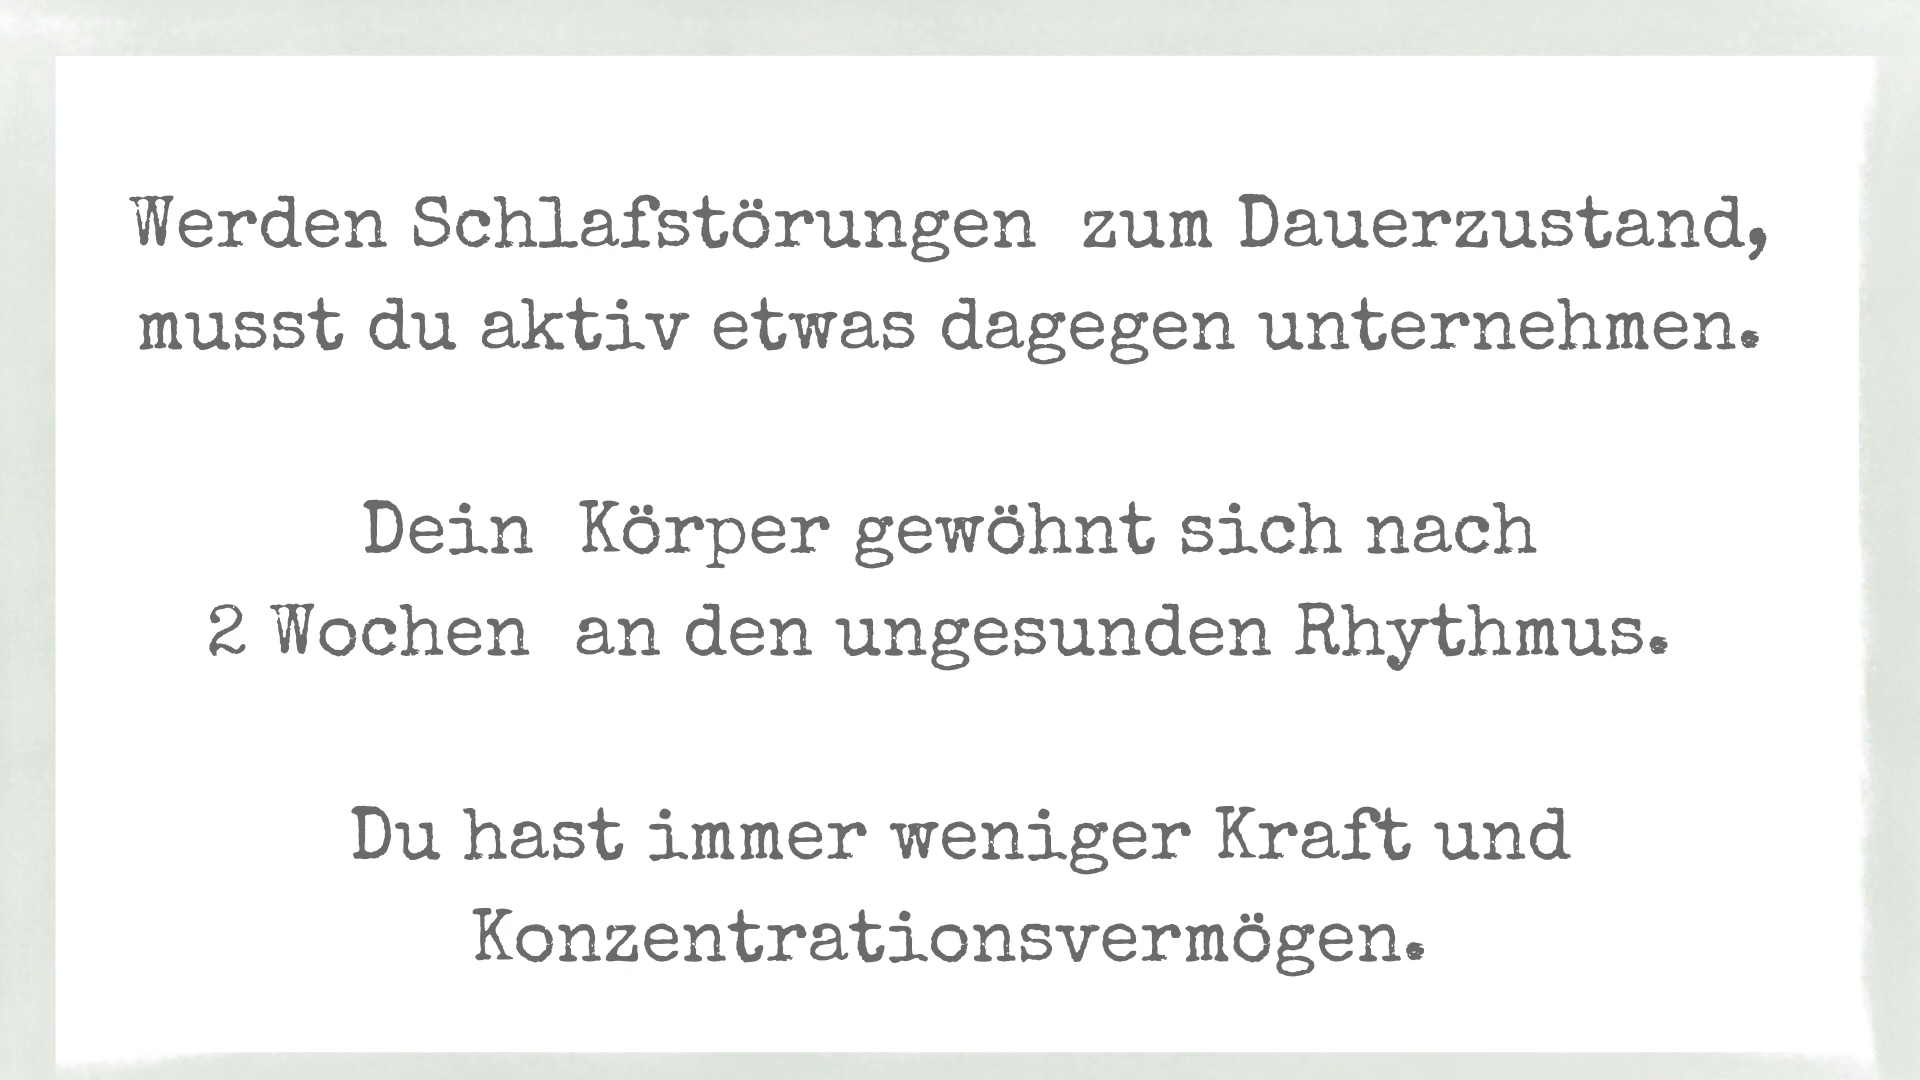 Werden Schlafstörungen zum Dauerzustand,
musst du aktiv etwas dagegen unternehmen.
Dein Körper gewöhnt sich nach
2 Wochen an den ungesunden Rhythmus.
Du hast immer weniger Kraft und
Konzentrationsvermögen.